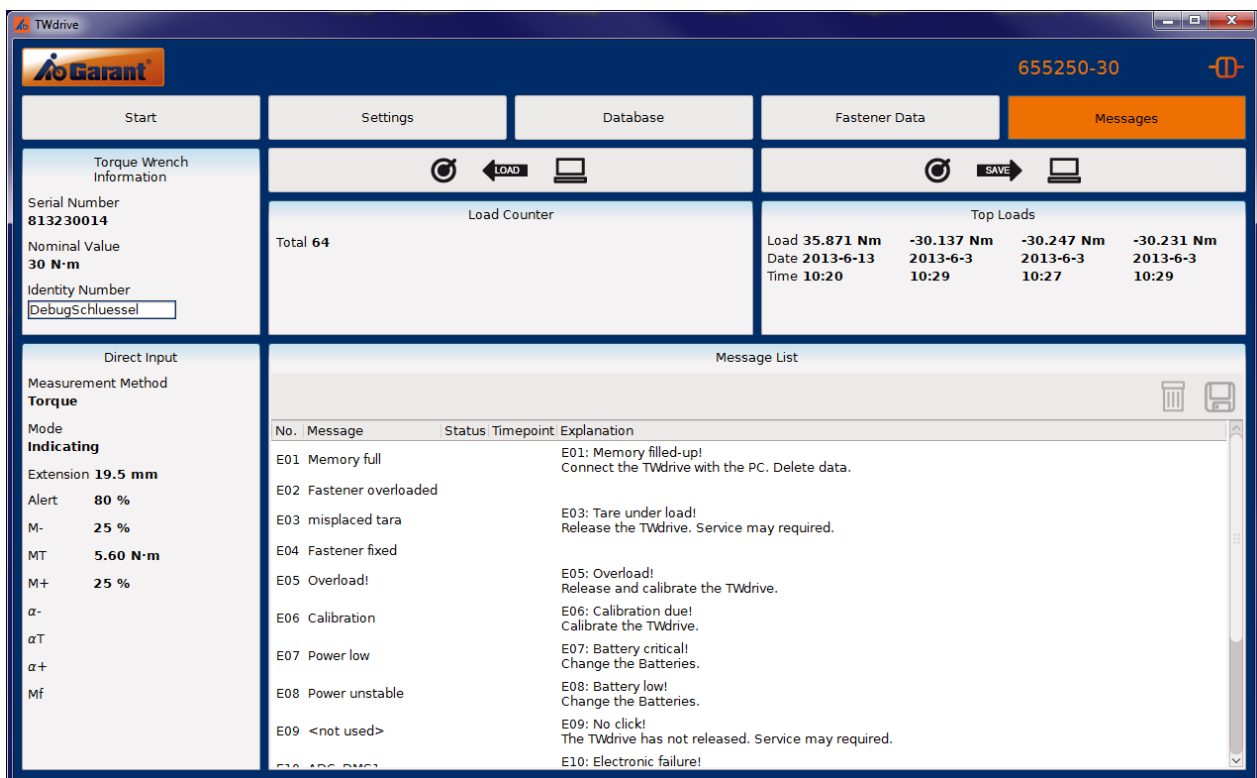 TWdrive
Garant
655250-30
Start
Settings
Database
Fastener Data
Messages
Torque Wrench
Information
Serial Number
813230014
Nominal Value
30 N·m
Identity Number
DebugSchluessel
LOAD
SAVE
Load Counter
Total 64
Top Loads
Load 35.871 Nm -30.137 Nm -30.247 Nm -30.231 Nm
Date 2013-6-13 2013-6-3 2013-6-3 2013-6-3
Time 10:20 10:29 10:27 10:29
Direct Input
Measurement Method
Torque
Mode
Indicating
Extension 19.5 mm
Alert 80 %
M- 25 %
MT 5.60 N·m
M+ 25 %
α-
αT
α+
Mf
Message List
No. Message Status Timepoint Explanation
E01 Memory full E01: Memory filled-up!
Connect the TWdrive with the PC. Delete data.
E02 Fastener overloaded
E03 misplaced tara E03: Tare under load!
Release the TWdrive. Service may required.
E04 Fastener fixed
E05 Overload! E05: Overload!
Release and calibrate the TWdrive.
E06 Calibration E06: Calibration due!
Calibrate the TWdrive.
E07 Power low E07: Battery critical!
Change the Batteries.
E08 Power unstable E08: Battery low!
Change the Batteries.
E09 <not used> E09: No click!
The TWdrive has not released. Service may required.
E10 ADC DMS1 E10: Electronic failure!